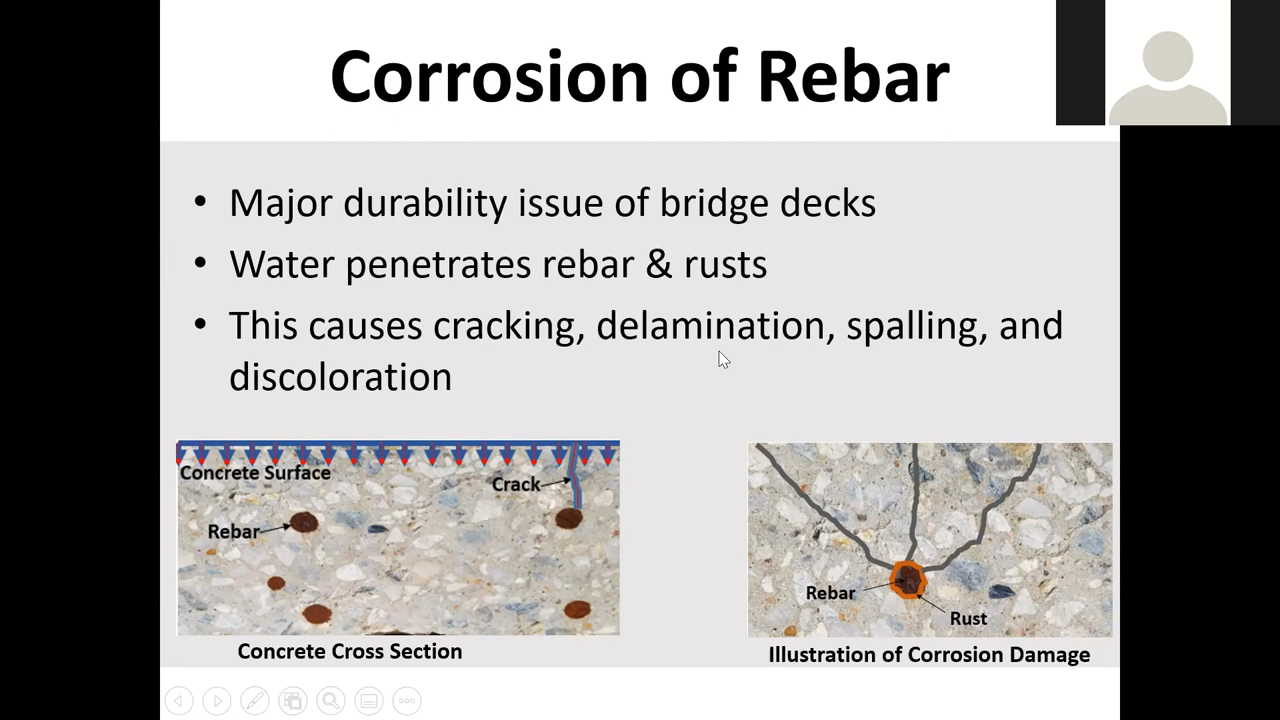 Corrosion of Rebar
• Major durability issue of bridge decks
• Water penetrates rebar & rusts
• This causes cracking, delamination, spalling, and
discoloration
Concrete Surface
Crack
Rebar
Concrete Cross Section
Rebar
Rust
Illustration of Corrosion Damage